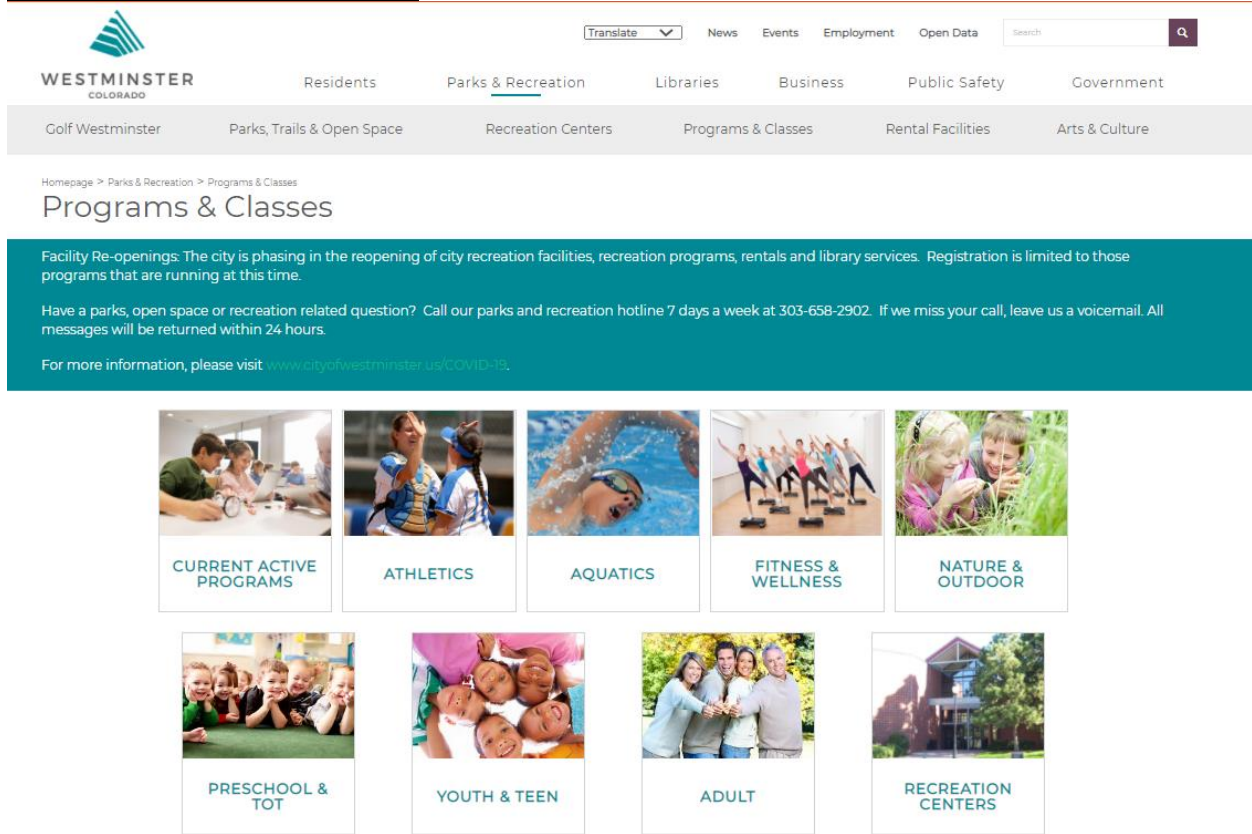 Translate News Events Employment Open Data Search
WESTMINSTER
COLORADO
Residents Parks & Recreation Libraries Business Public Safety Government
Golf Westminster Parks, Trails & Open Space Recreation Centers Programs & Classes Rental Facilities Arts & Culture
Homepage > Parks & Recreation > Programs & Classes
Programs & Classes
Facility Re-openings: The city is phasing in the reopening of city recreation facilities, recreation programs, rentals and library services. Registration is limited to those
programs that are running at this time.
Have a parks, open space or recreation related question? Call our parks and recreation hotline 7 days a week at 303-658-2902. If we miss your call, leave us a voicemail. All
messages will be returned within 24 hours.
For more information, please visit www.cityofwestminster.us/COVID-19.
CURRENT ACTIVE
PROGRAMS
ATHLETICS
AQUATICS
FITNESS &
WELLNESS
NATURE &
OUTDOOR
PRESCHOOL &
TOT
YOUTH & TEEN
ADULT
RECREATION
CENTERS